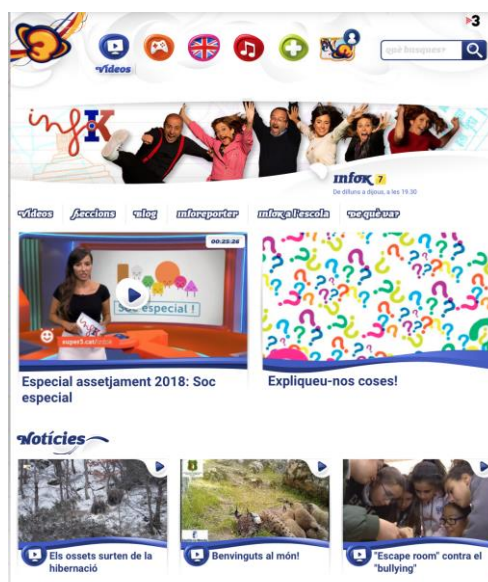 3
què busques?
Vídeos
infK
InfoK 7
De dilluns a dijous, a les 19.30
Vídeos Seccions Blog Inforeporter InfoK a l'escola De què va?
00:25:26
Soc especial !
super3.cat/infok
Especial assetjament 2018: Soc
especial
Expliqueu-nos coses!
Notícies
Els ossets surten de la
hibernació
Benvinguts al món!
"Escape room" contra el
"bullying"